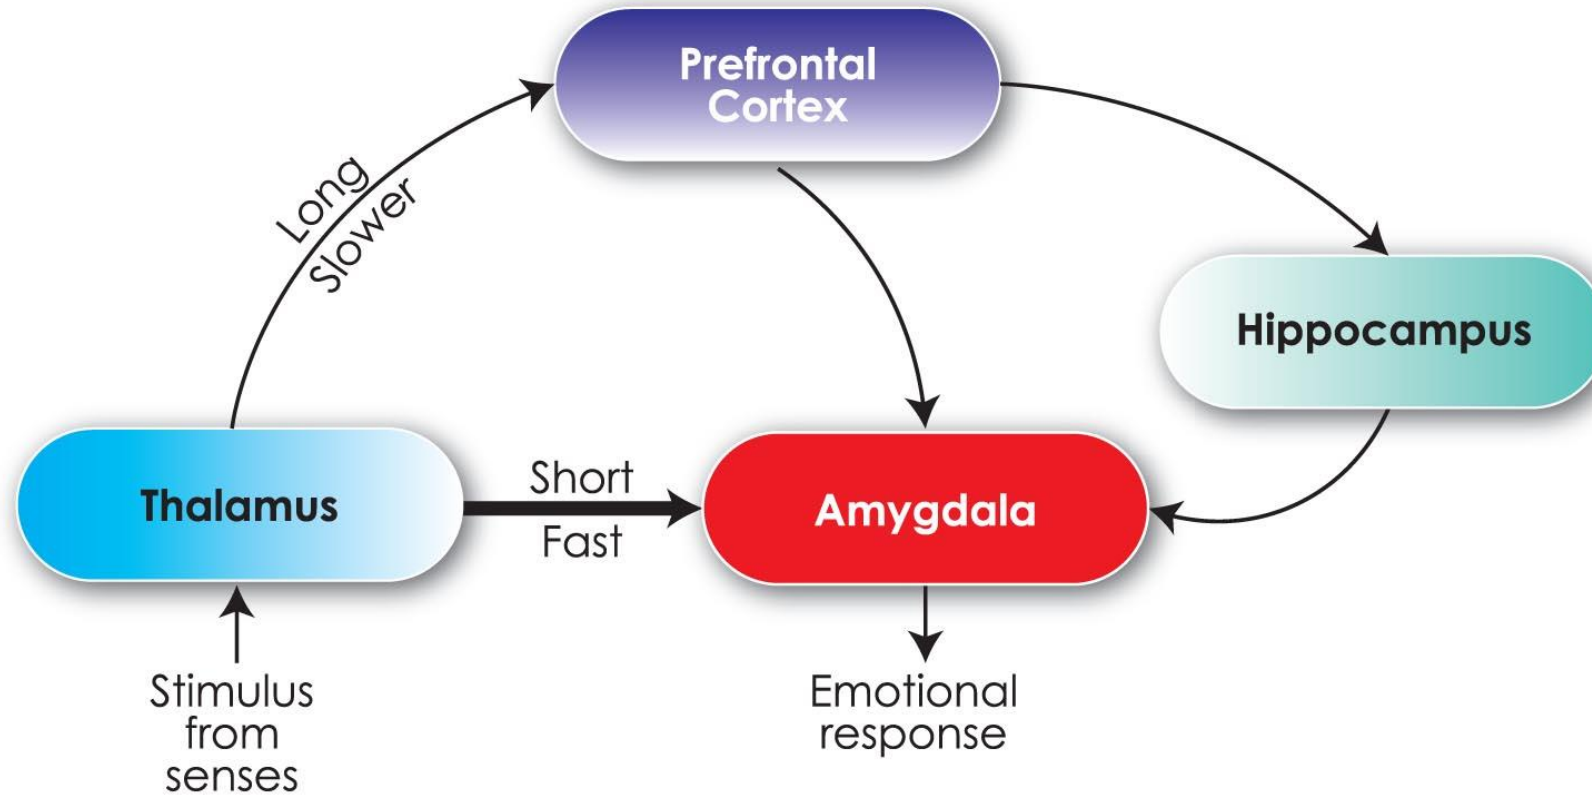 Prefrontal
Cortex
Long
Slower
Hippocampus
Thalamus
Short
Fast
Amygdala
Stimulus
from
senses
Emotional
response